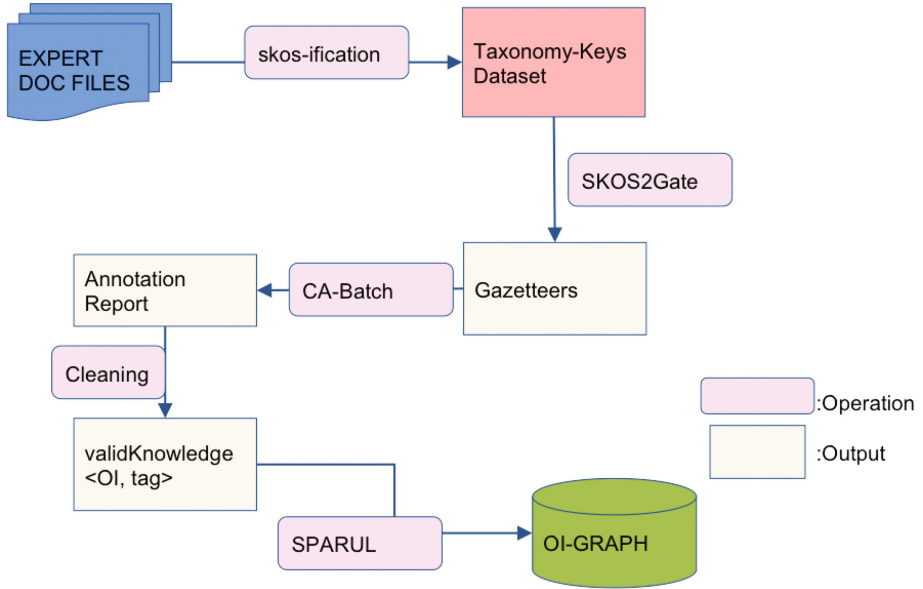 EXPERT
DOC FILES
skos-ification
Taxonomy-Keys
Dataset
SKOS2Gate
Gazetteers
CA-Batch
Annotation
Report
Cleaning
validKnowledge
<OI, tag>
SPARUL
OI-GRAPH
:Operation
:Output